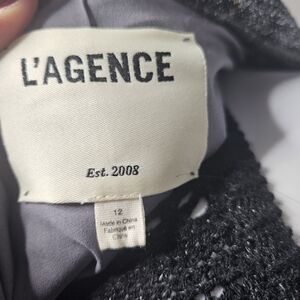 L'AGENCE
Est. 2008
12
Made in China
Fabriqué en
Chine